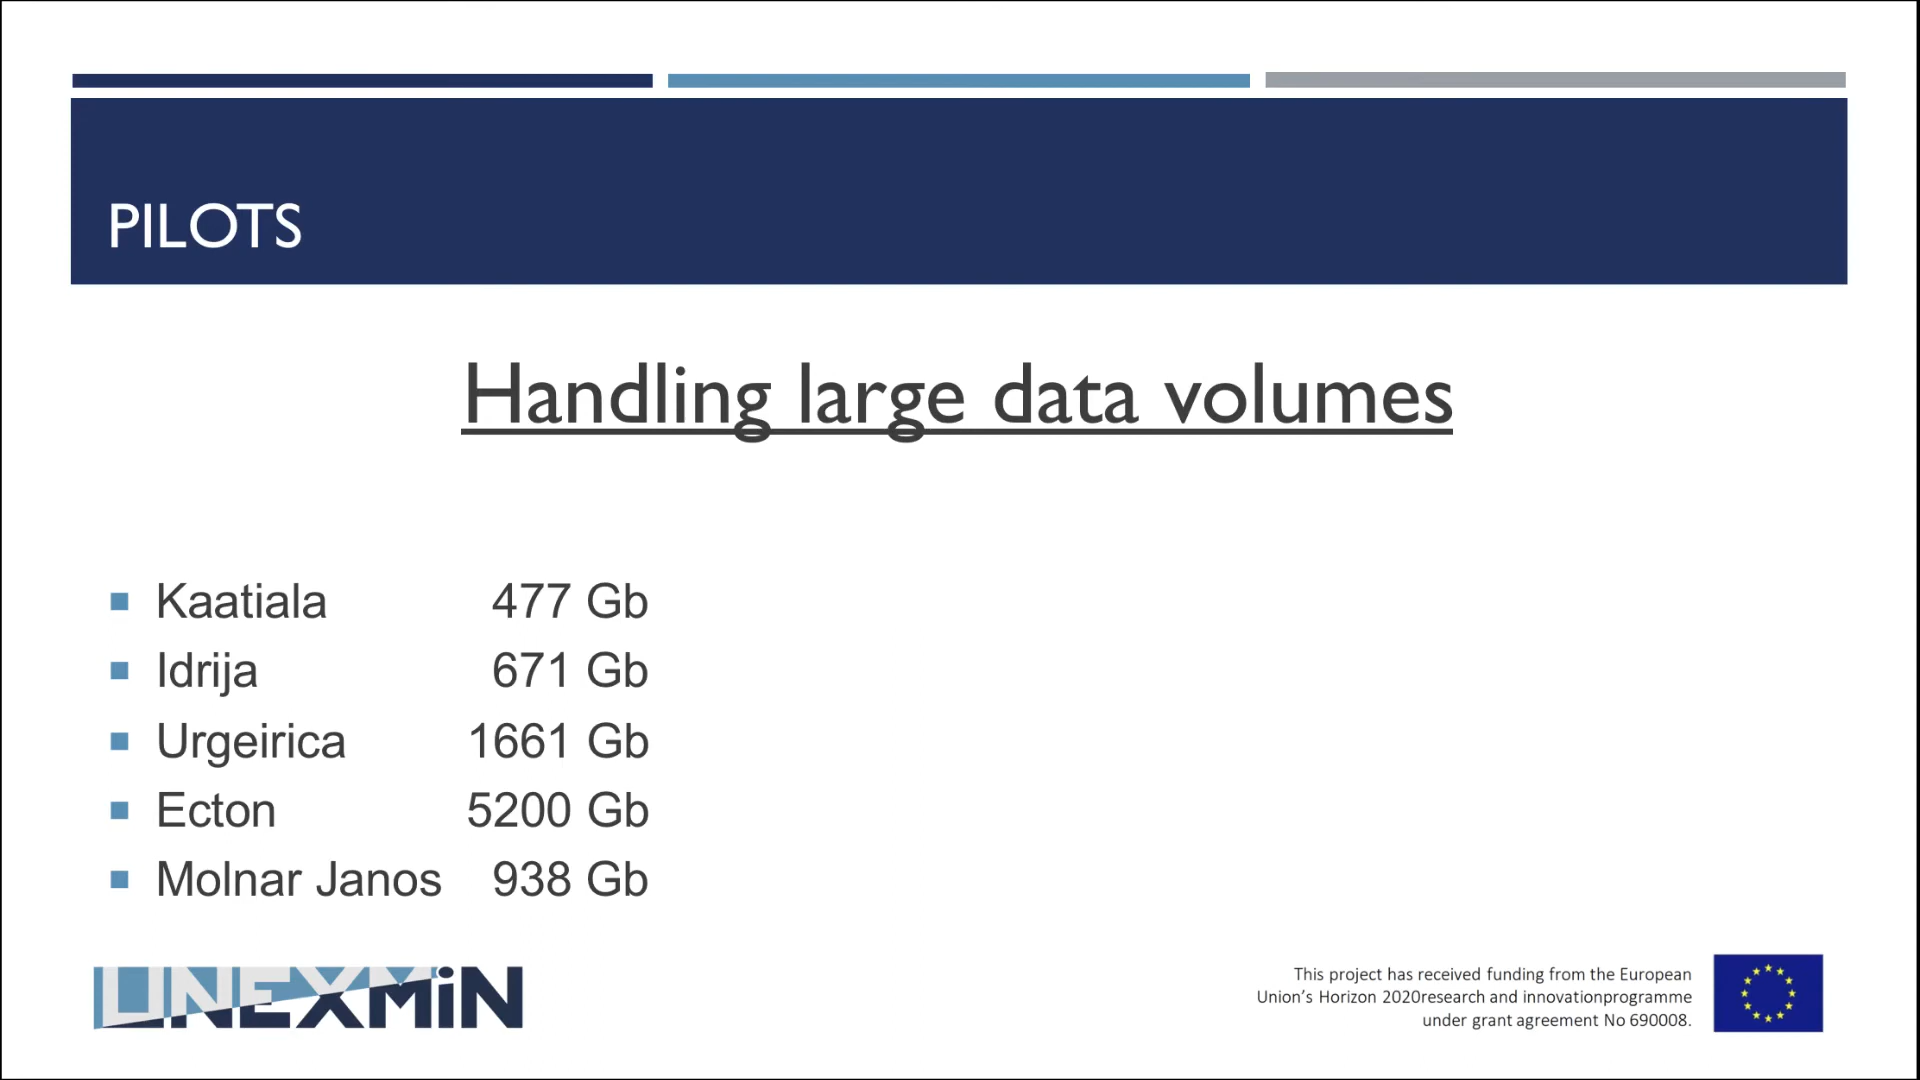 PILOTS
Handling large data volumes
Kaatiala 477 Gb
Idrija 671 Gb
Urgeirica 1661 Gb
Ecton 5200 Gb
Molnar Janos 938 Gb
UNEXMiN
This project has received funding from the European
Union’s Horizon 2020research and innovationprogramme
under grant agreement No 690008.